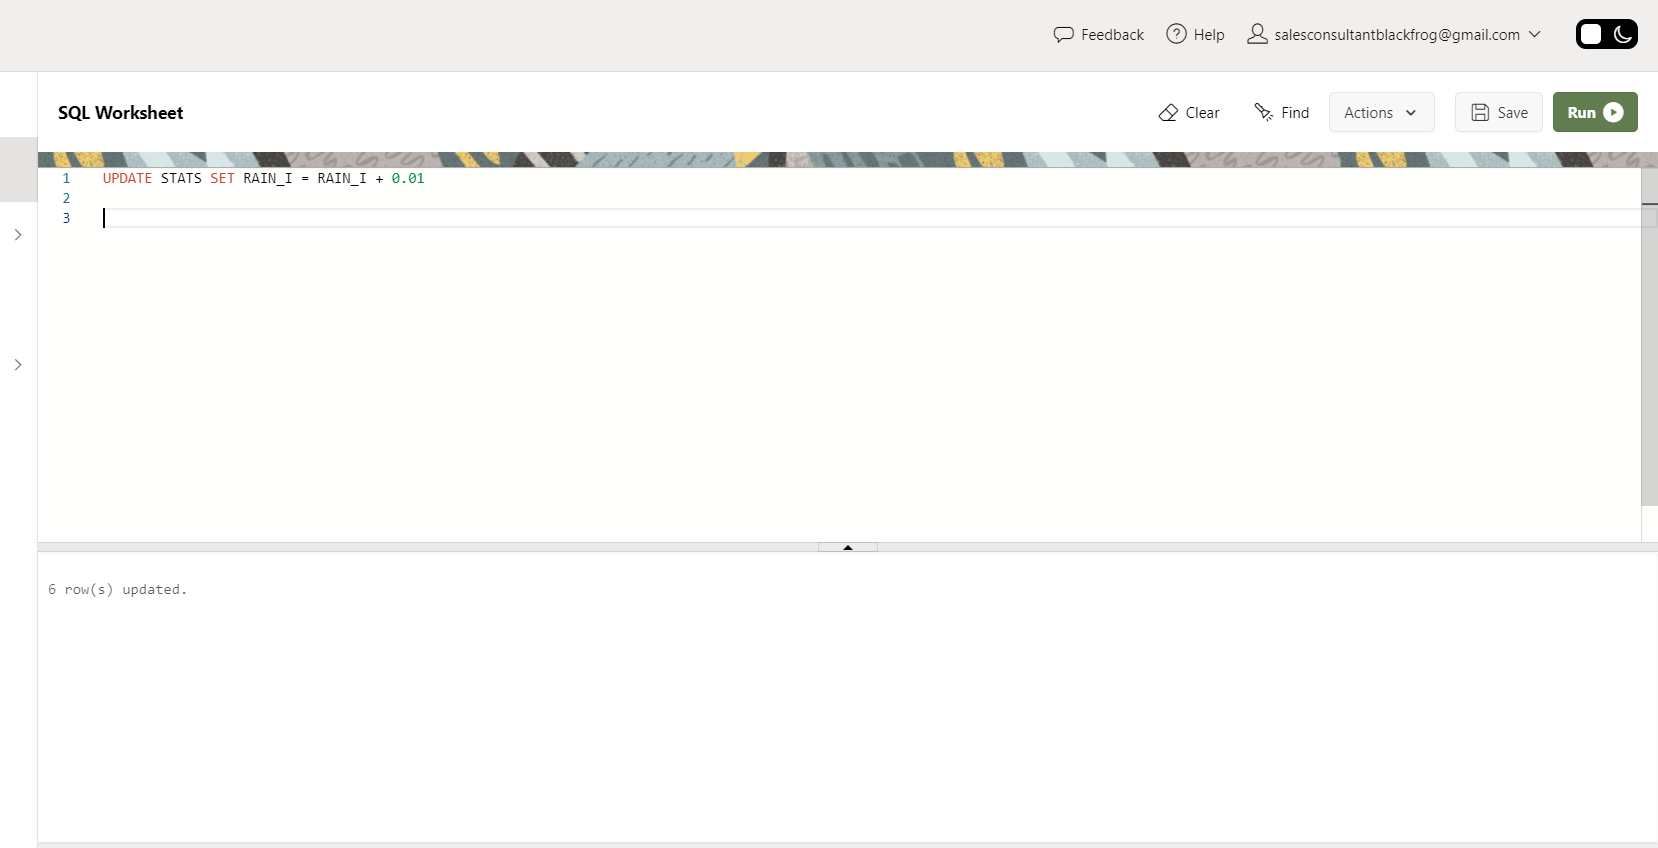 Feedback Help salesconsultantblackfrog@gmail.com
SQL Worksheet Clear Find Actions Save Run
1 UPDATE STATS SET RAIN_I = RAIN_I + 0.01
2
3
6 row(s) updated.